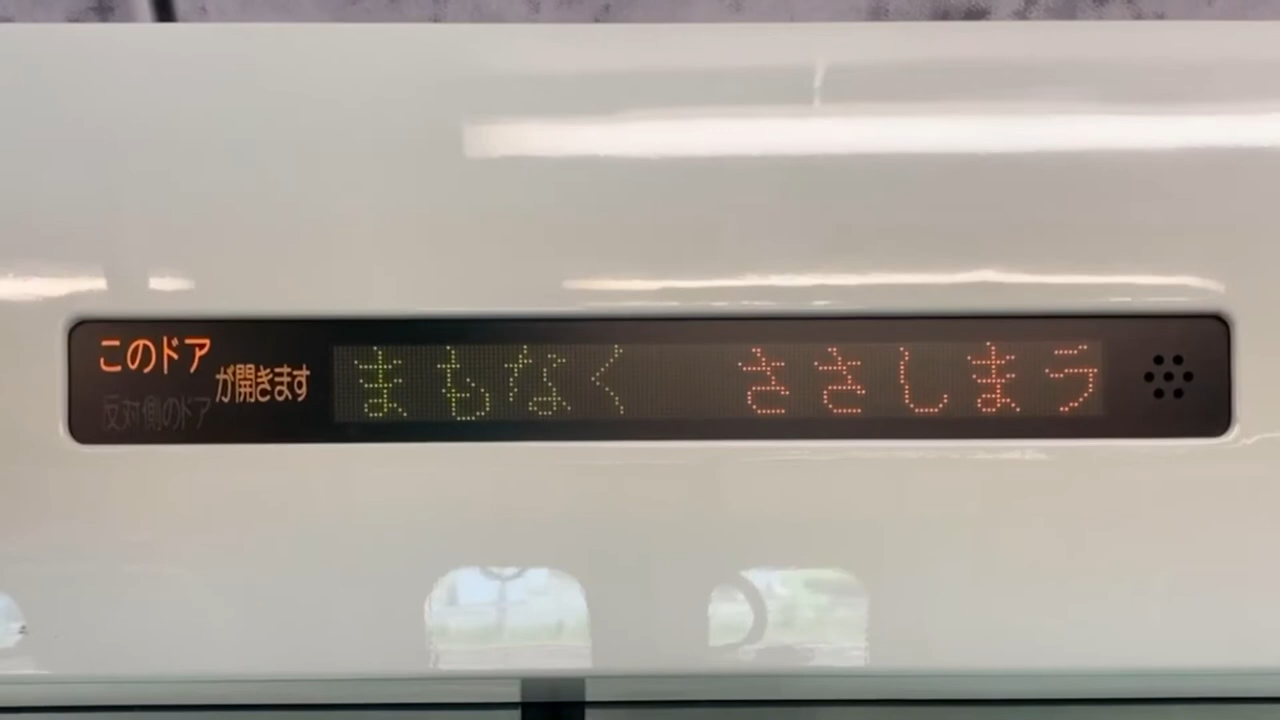 このドア
が開きます
反対側のドア
まもなく ささしまラ